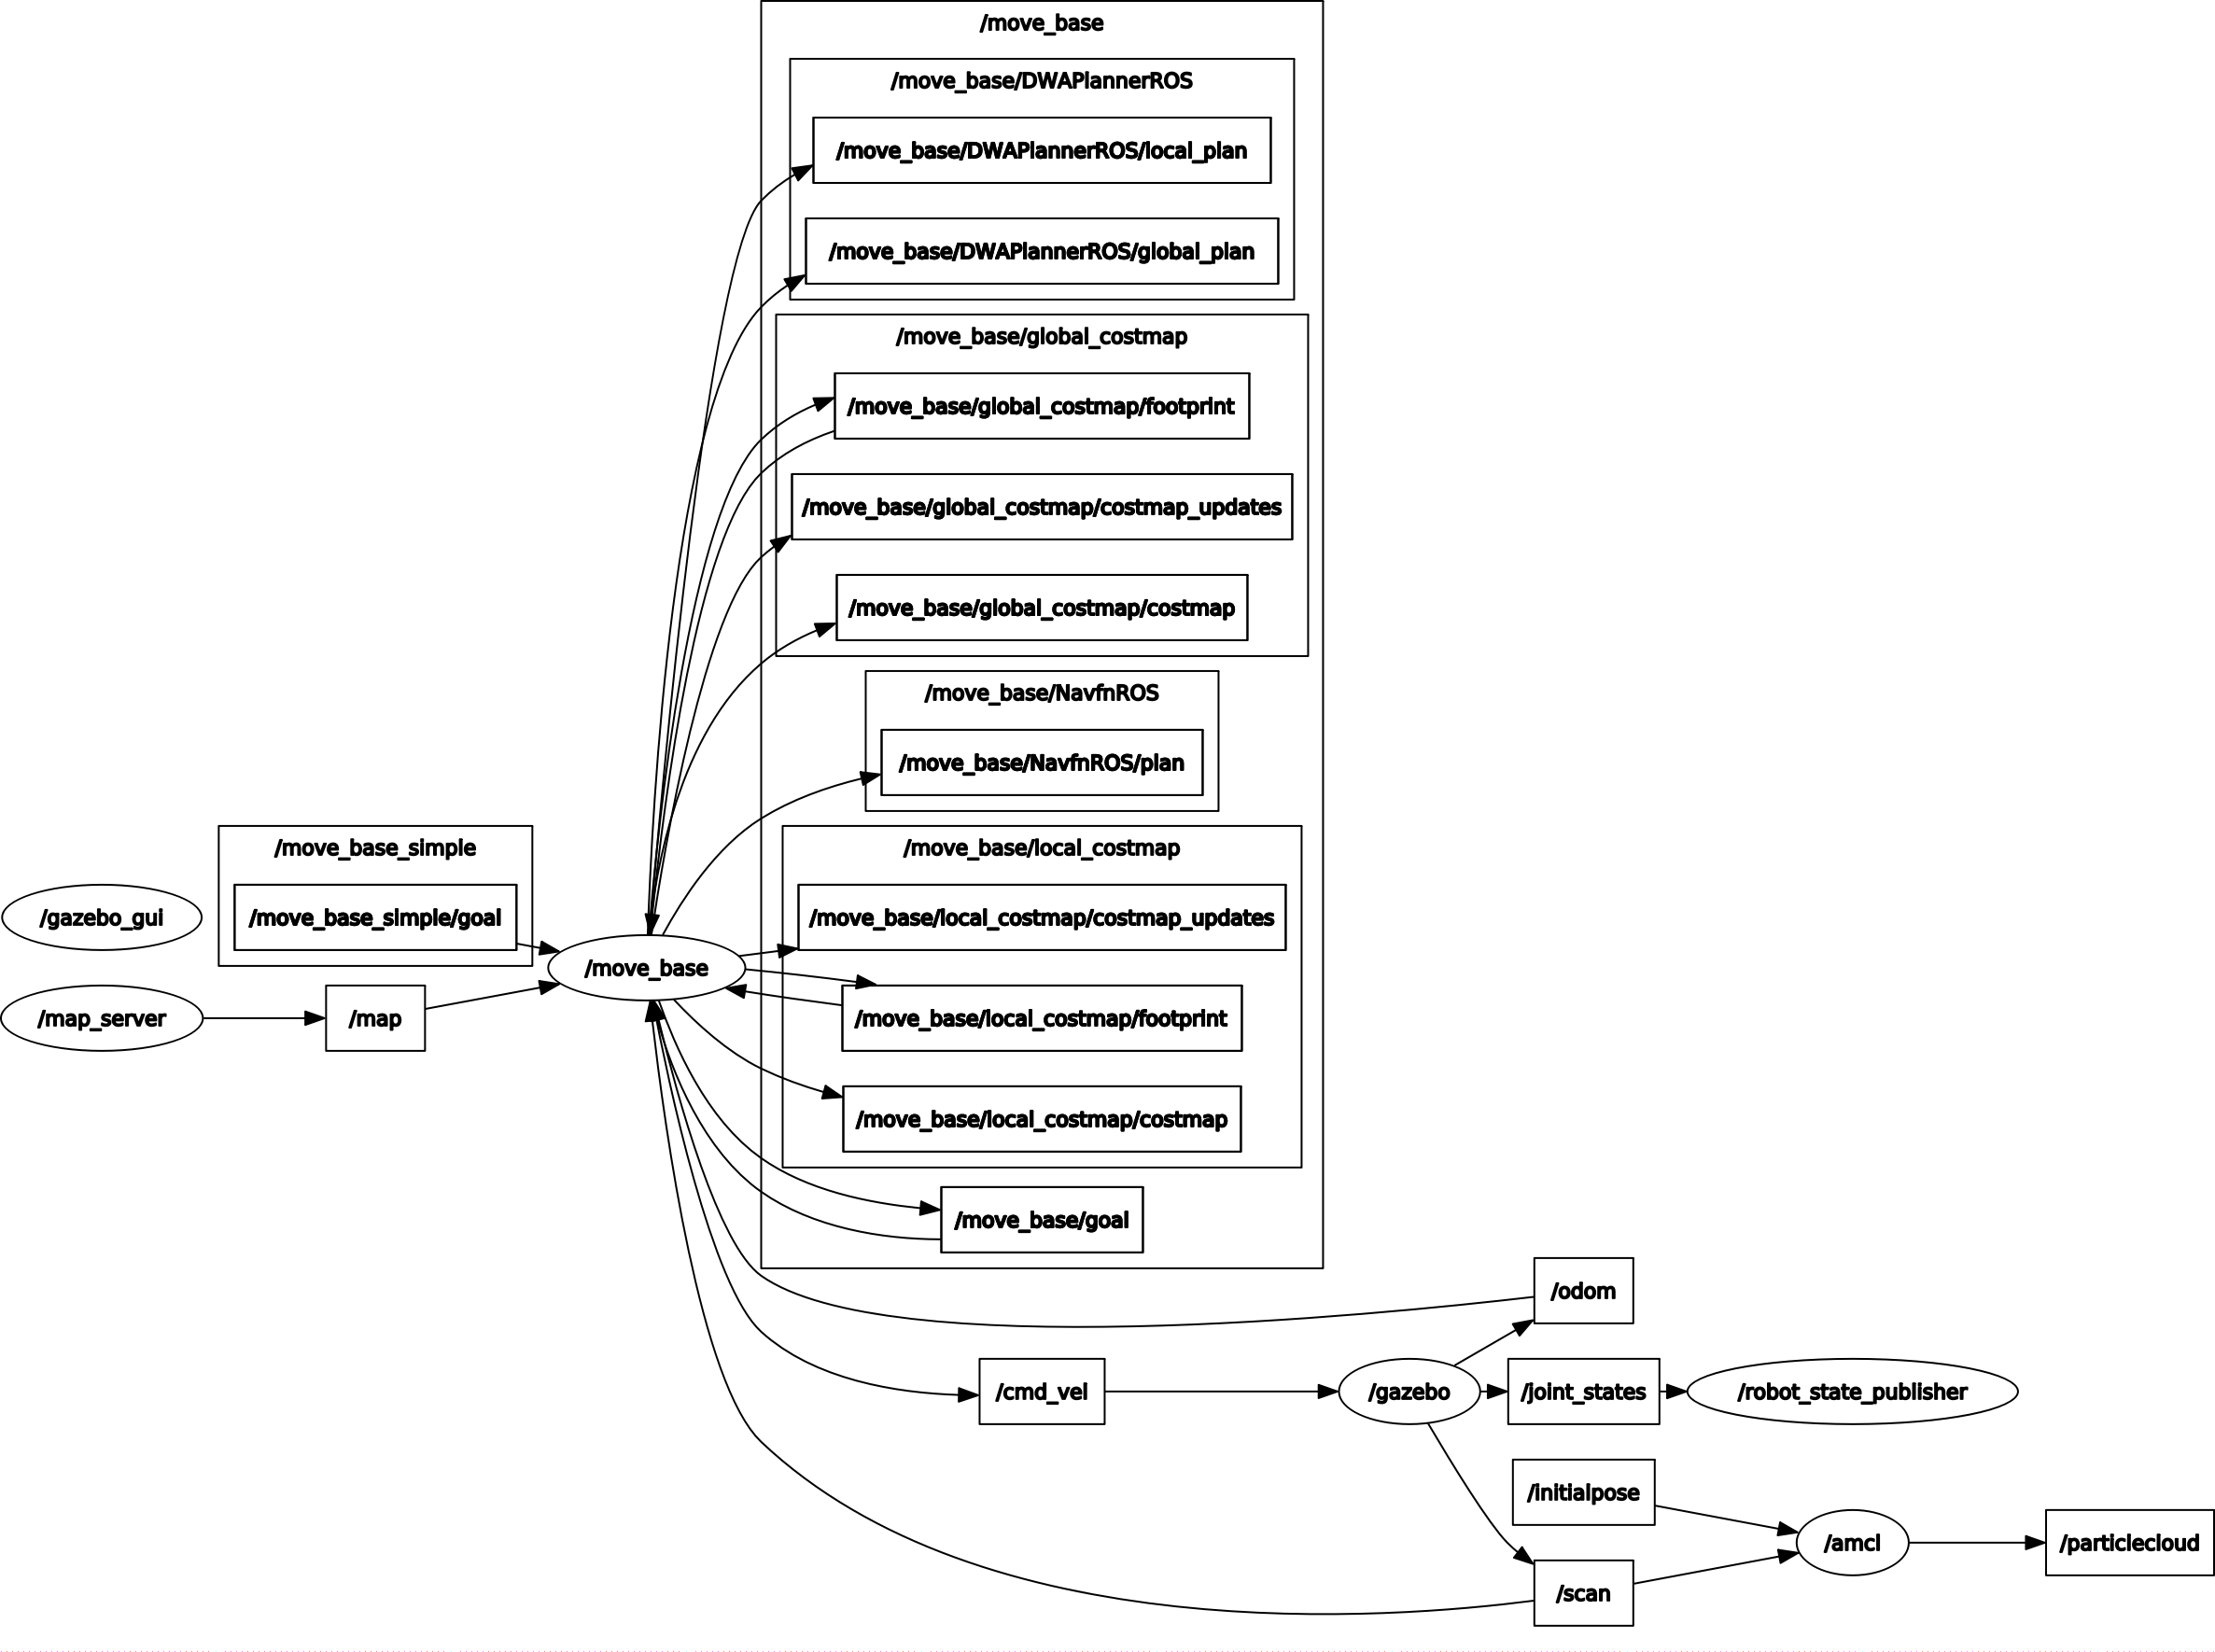 /move_base
/move_base/DWAPlannerROS
/move_base/DWAPlannerROS/local_plan
/move_base/DWAPlannerROS/global_plan
/move_base/global_costmap
/move_base/global_costmap/footprint
/move_base/global_costmap/costmap_updates
/move_base/global_costmap/costmap
/move_base/NavfnROS
/move_base/NavfnROS/plan
/move_base_simple
/move_base/local_costmap
/gazebo_gui
/move_base_simple/goal
/move_base/local_costmap/costmap_updates
/move_base
/map_server
/map
/move_base/local_costmap/footprint
/move_base/local_costmap/costmap
/move_base/goal
/odom
/cmd_vel
/gazebo
/joint_states
/robot_state_publisher
/initialpose
/amcl
/particlecloud
/scan